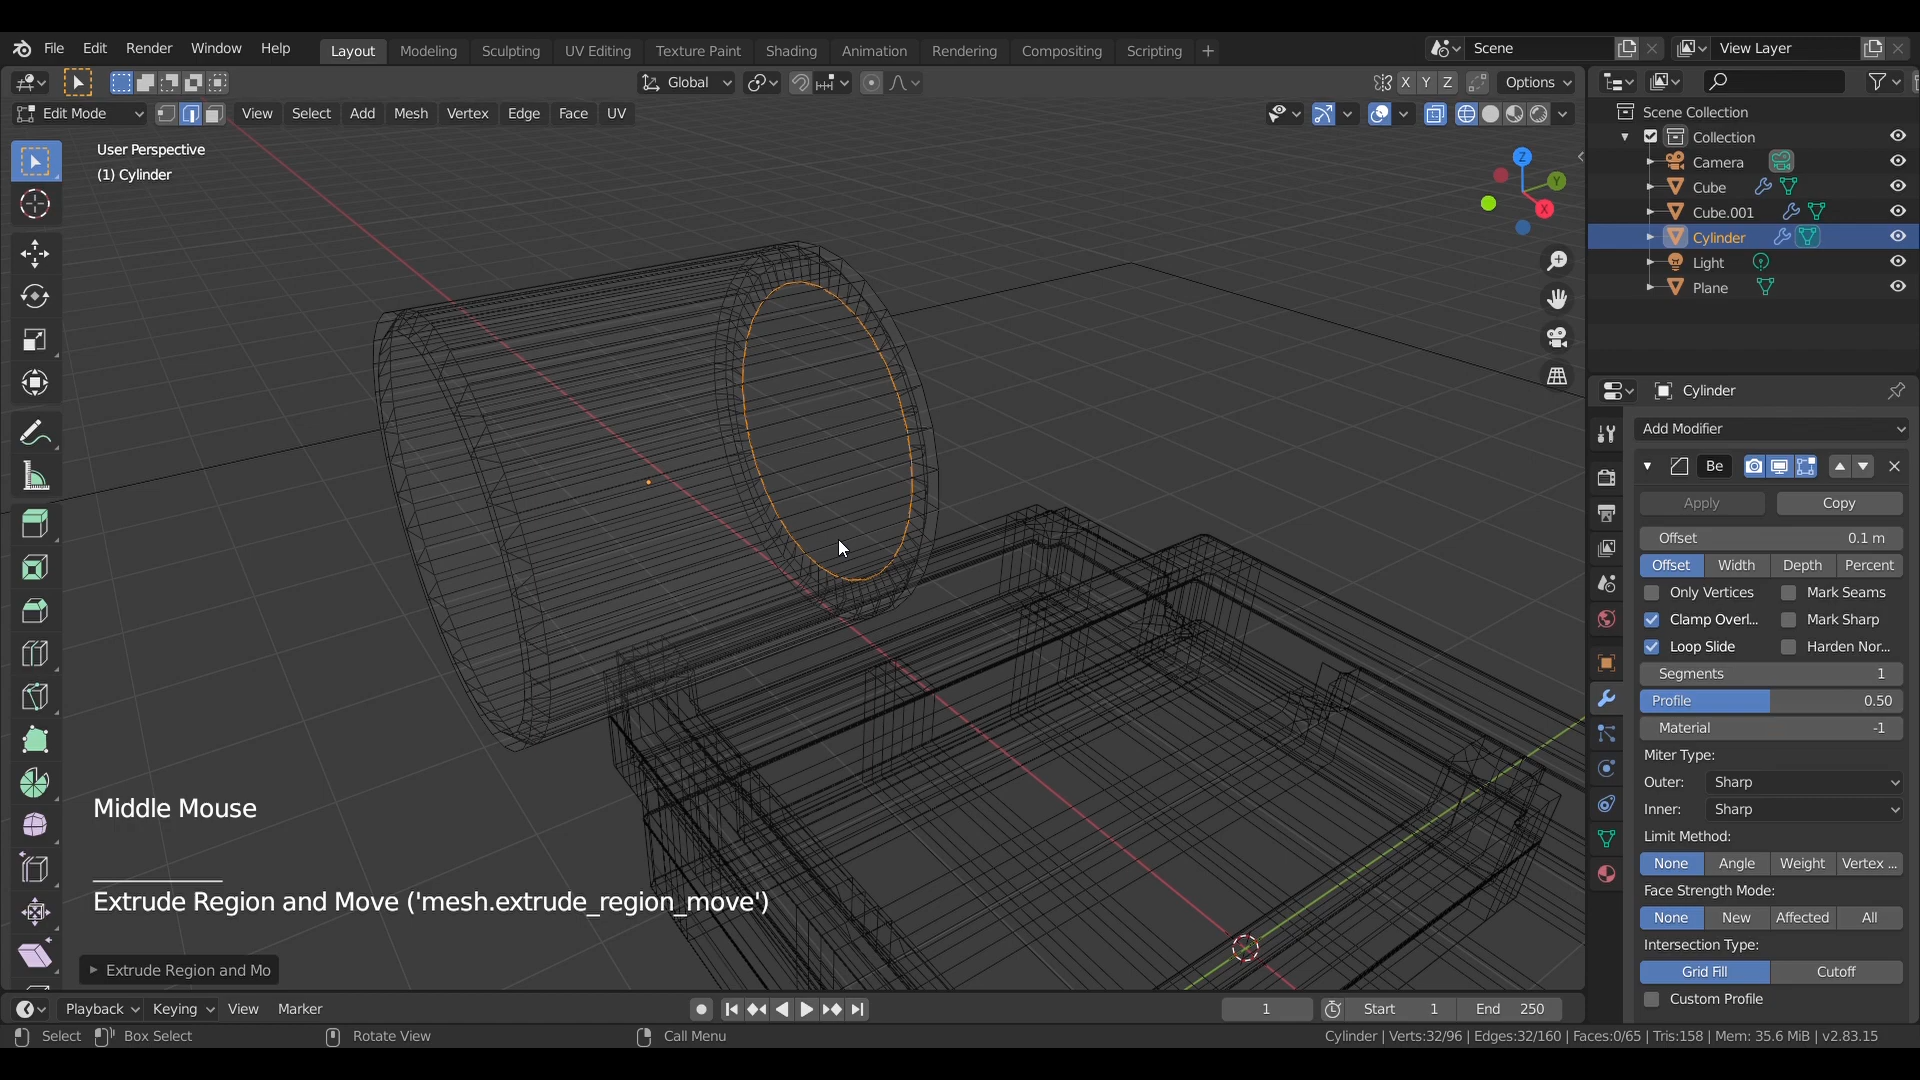 File Edit Render Window Help
Layout Modeling Sculpting UV Editing Texture Paint Shading Animation Rendering Compositing Scripting +
Scene
View Layer
Global
X Y Z Options
Edit Mode
View Select Add Mesh Vertex Edge Face UV
User Perspective
(1) Cylinder
Z
Y
X
Middle Mouse
Extrude Region and Move ('mesh.extrude_region_move')
Extrude Region and Mo
Scene Collection
Collection
Camera
Cube
Cube.001
Cylinder
Light
Plane
Cylinder
Add Modifier
Be
Apply Copy
Offset 0.1 m
Offset Width Depth Percent
Only Vertices Mark Seams
Clamp Overl... Mark Sharp
Loop Slide Harden Nor...
Segments 1
Profile 0.50
Material -1
Miter Type:
Outer: Sharp
Inner: Sharp
Limit Method:
None Angle Weight Vertex ...
Face Strength Mode:
None New Affected All
Intersection Type:
Grid Fill Cutoff
Custom Profile
Playback Keying View Marker
1 Start 1 End 250
Select Box Select Rotate View Call Menu
Cylinder | Verts:32/96 | Edges:32/160 | Faces:0/65 | Tris:158 | Mem: 35.6 MiB | v2.83.15